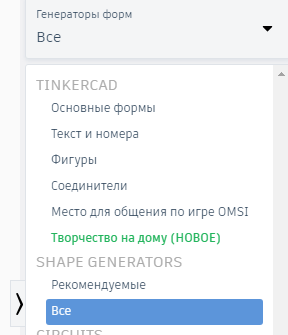 Генераторы форм
Все
TINKERCAD
Основные формы
Текст и номера
Фигуры
Соединители
Место для общения по игре OMSI
Творчество на дому (НОВОЕ)
SHAPE GENERATORS
Рекомендуемые
Все
CIRCUITS